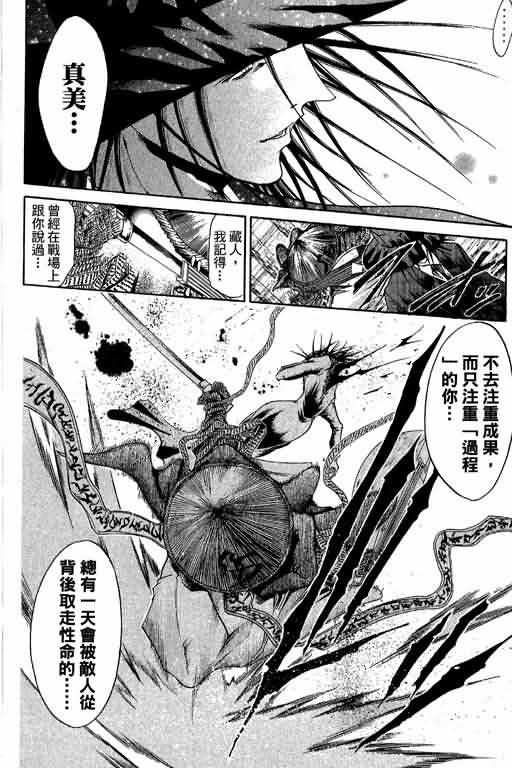 ……
真美…
藏人，
我記得…
曾經在戰場上
跟你說過…
不去注重成果，
而只注重「過程
」的你…
總有一天會被敵人從
背後取走性命的……